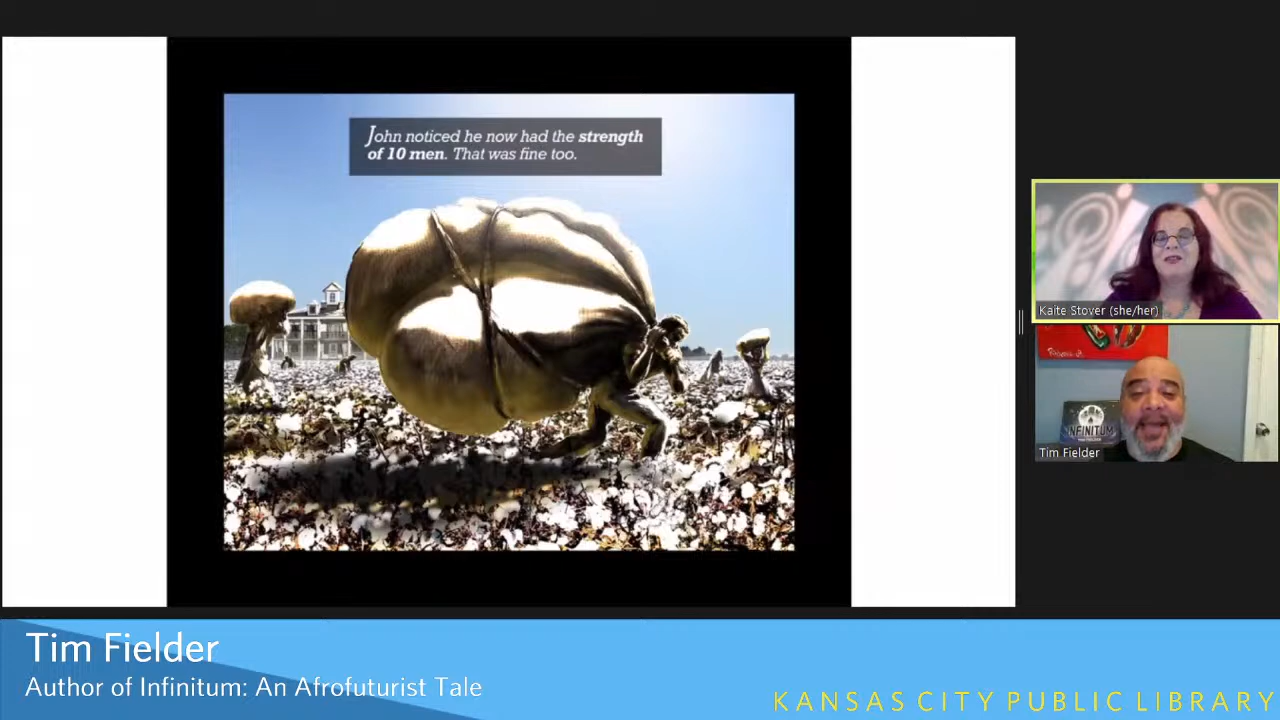 John noticed he now had the strength
of 10 men. That was fine too.
Kaite Stover (she/her)
INFINITUM
Tim Fielder
Tim Fielder
Author of Infinitum: An Afrofuturist Tale
KANSAS CITY PUBLIC LIBRARY